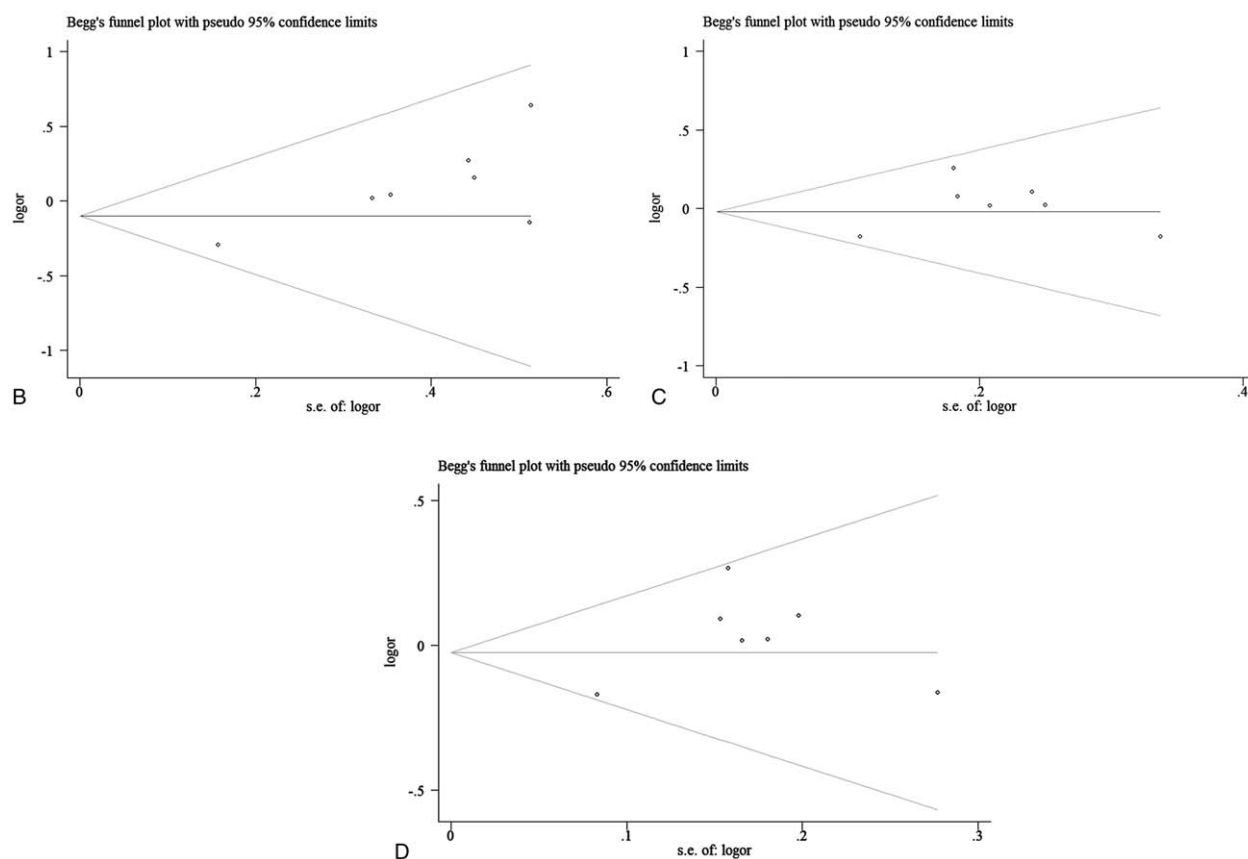 Begg's funnel plot with pseudo 95% confidence limits
1
.5
0
-.5
-1
logor
0
.2
.4
.6
s.e. of: logor
B
Begg's funnel plot with pseudo 95% confidence limits
1
.5
0
-.5
-1
logor
0
.2
.4
s.e. of: logor
C
Begg's funnel plot with pseudo 95% confidence limits
.5
0
-.5
logor
0
.1
.2
.3
s.e. of: logor
D